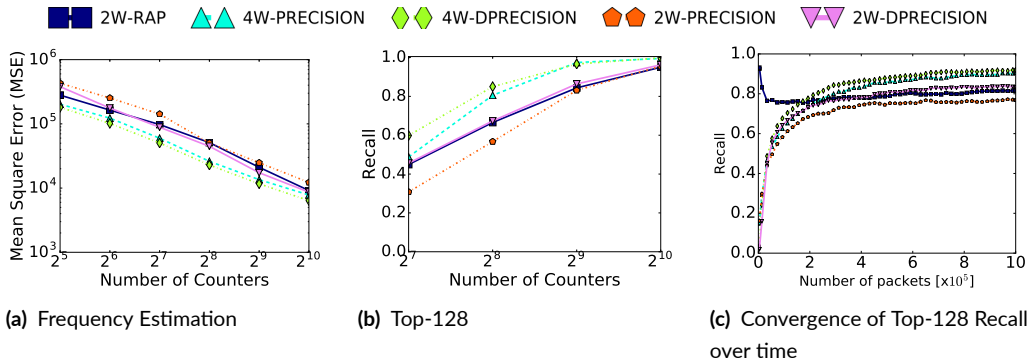 2W-RAP 4W-PRECISION 4W-DPRECISION 2W-PRECISION 2W-DPRECISION
Mean Square Error (MSE)
10^6
10^5
10^4
10^3
2^5 2^6 2^7 2^8 2^9 2^10
Number of Counters
(a) Frequency Estimation
Recall
1.0
0.8
0.6
0.4
0.2
0.0
2^7 2^8 2^9 2^10
Number of Counters
(b) Top-128
Recall
1.0
0.8
0.6
0.4
0.2
0.0
0 2 4 6 8 10
Number of packets [x10^5]
(c) Convergence of Top-128 Recall
over time